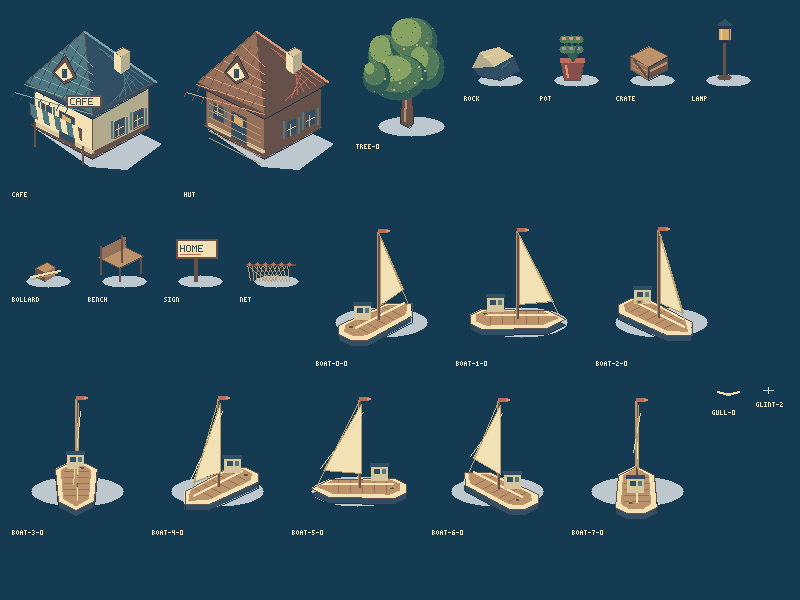 CAFE
ROCK
POT
CRATE
LAMP
TREE-0
CAFE
HUT
HOME
BOLLARD
BENCH
SIGN
NET
BOAT-0-0
BOAT-1-0
BOAT-2-0
GULL-0
GLINT-2
BOAT-3-0
BOAT-4-0
BOAT-5-0
BOAT-6-0
BOAT-7-0